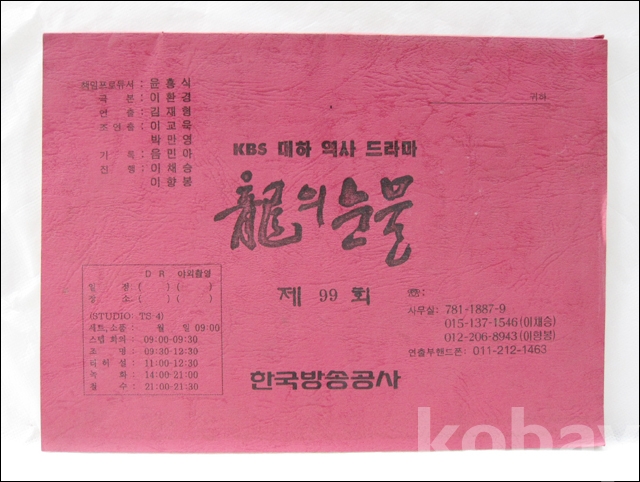 책임프로듀서 : 윤흥식
극 본 : 이환경
연 출 : 김재형
조 연 출 : 이교욱
박만영
기 록 : 음민아
진 행 : 이채승
이향봉
귀하
KBS 대하 역사 드라마
龍의 눈물
제 99 회
D R 야외촬영
일 정 ( ) ( )
장 소 ( ) ( )
(STUDIO: TS-4)
세트,소품: 월 일 09:00
스탭 회의 : 09:00-09:30
조 명 : 09:30-13:30
리 허 설 : 11:00-12:30
녹 화 : 14:00-21:00
철 수 : 21:00-21:30
사무실: 781-1887-9
015-137-1546(이채승)
012-206-8943(이향봉)
연출부핸드폰: 011-212-1463
한국방송공사
kobay